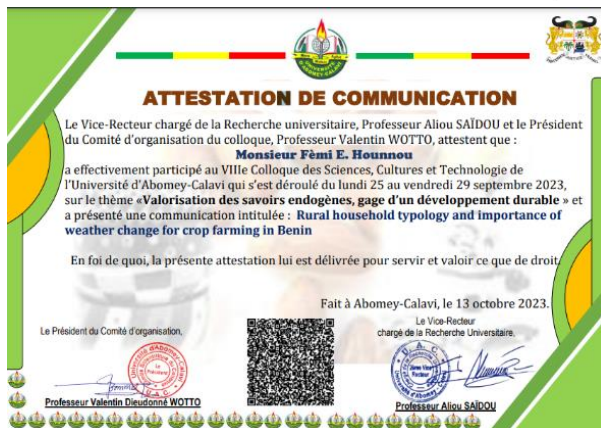 UNIVERSITÉ
D'ABOMEY-CALAVI
ATTESTATION DE COMMUNICATION
Le Vice-Recteur chargé de la Recherche universitaire, Professeur Aliou SAÏDOU et le Président
du Comité d'organisation du colloque, Professeur Valentin WOTTO, attestent que :
Monsieur Fèmi E. Hounnou
a effectivement participé au VIIIe Colloque des Sciences, Cultures et Technologie de
l'Université d'Abomey-Calavi qui s'est déroulé du lundi 25 au vendredi 29 septembre 2023,
sur le thème «Valorisation des savoirs endogènes, gage d'un développement durable » et
a présenté une communication intitulée : Rural household typology and importance of
weather change for crop farming in Benin
En foi de quoi, la présente attestation lui est délivrée pour servir et valoir ce que de droit.
Fait à Abomey-Calavi, le 13 octobre 2023.
Le Président du Comité d'organisation,
Le Vice-Recteur
chargé de la Recherche Universitaire,
Professeur Valentin Dieudonné WOTTO
Professeur Aliou SAÏDOU